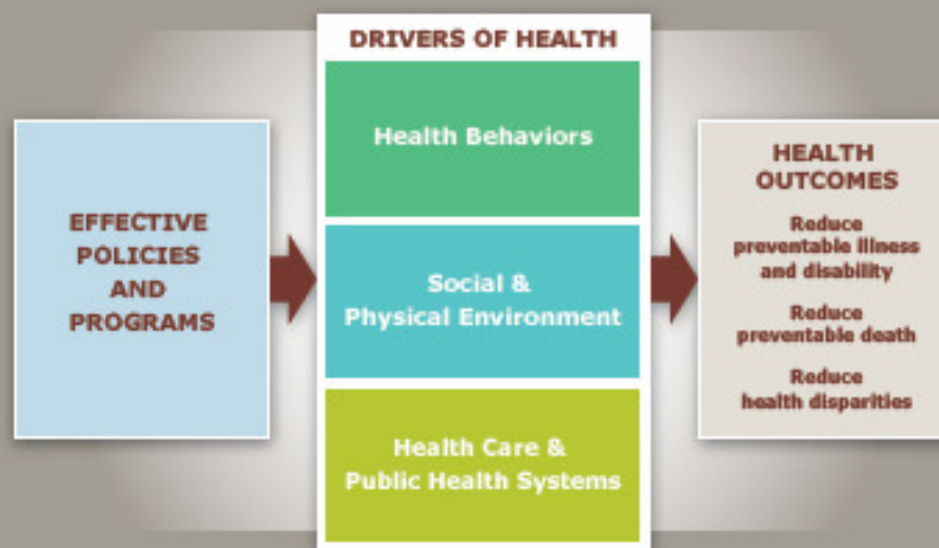 EFFECTIVE
POLICIES
AND
PROGRAMS
DRIVERS OF HEALTH
Health Behaviors
Social &
Physical Environment
Health Care &
Public Health Systems
HEALTH
OUTCOMES
Reduce
preventable illness
and disability
Reduce
preventable death
Reduce
health disparities